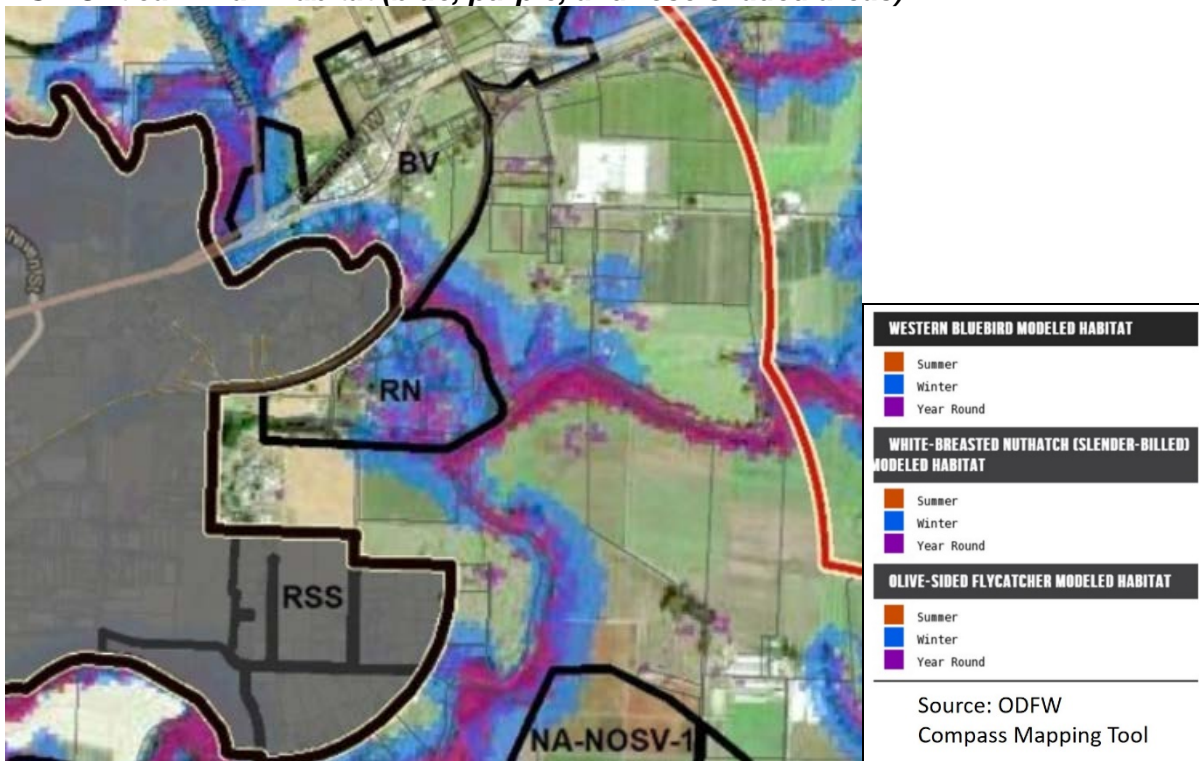 BV
RN
RSS
NA-NOSV-1
WESTERN BLUEBIRD MODELED HABITAT
Summer
Winter
Year Round
WHITE-BREASTED NUTHATCH (SLENDER-BILLED)
MODELED HABITAT
Summer
Winter
Year Round
OLIVE-SIDED FLYCATCHER MODELED HABITAT
Summer
Winter
Year Round
Source: ODFW
Compass Mapping Tool